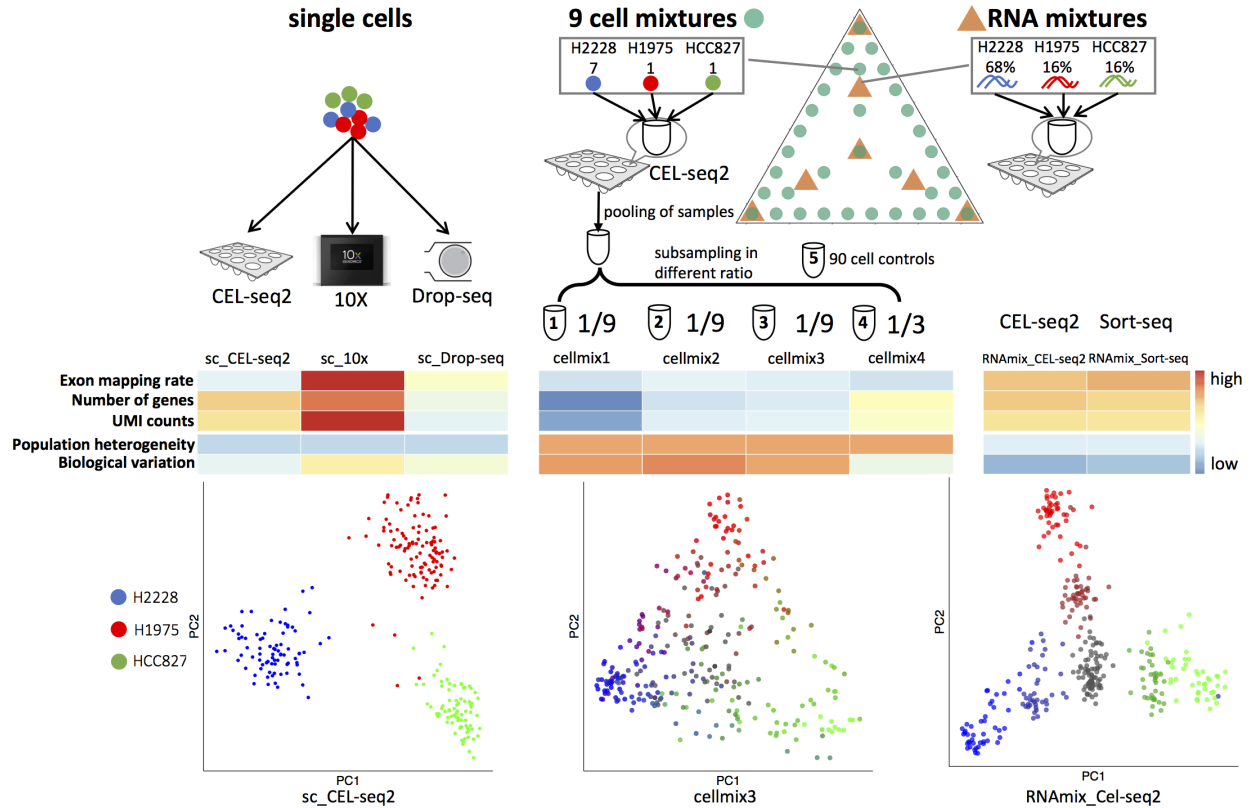 single cells
9 cell mixtures
RNA mixtures
H2228 H1975 HCC827
7 1 1
H2228 H1975 HCC827
68% 16% 16%
CEL-seq2
pooling of samples
subsampling in
different ratio
5 90 cell controls
10x
GENOMICS
CEL-seq2 10X Drop-seq
1 1/9 2 1/9 3 1/9 4 1/3
CEL-seq2 Sort-seq
sc_CEL-seq2 sc_10x sc_Drop-seq cellmix1 cellmix2 cellmix3 cellmix4 RNAmix_CEL-seq2 RNAmix_Sort-seq
Exon mapping rate
Number of genes
UMI counts
Population heterogeneity
Biological variation
high
low
H2228
H1975
HCC827
PC2
PC1
sc_CEL-seq2
PC2
PC1
cellmix3
PC2
PC1
RNAmix_Cel-seq2